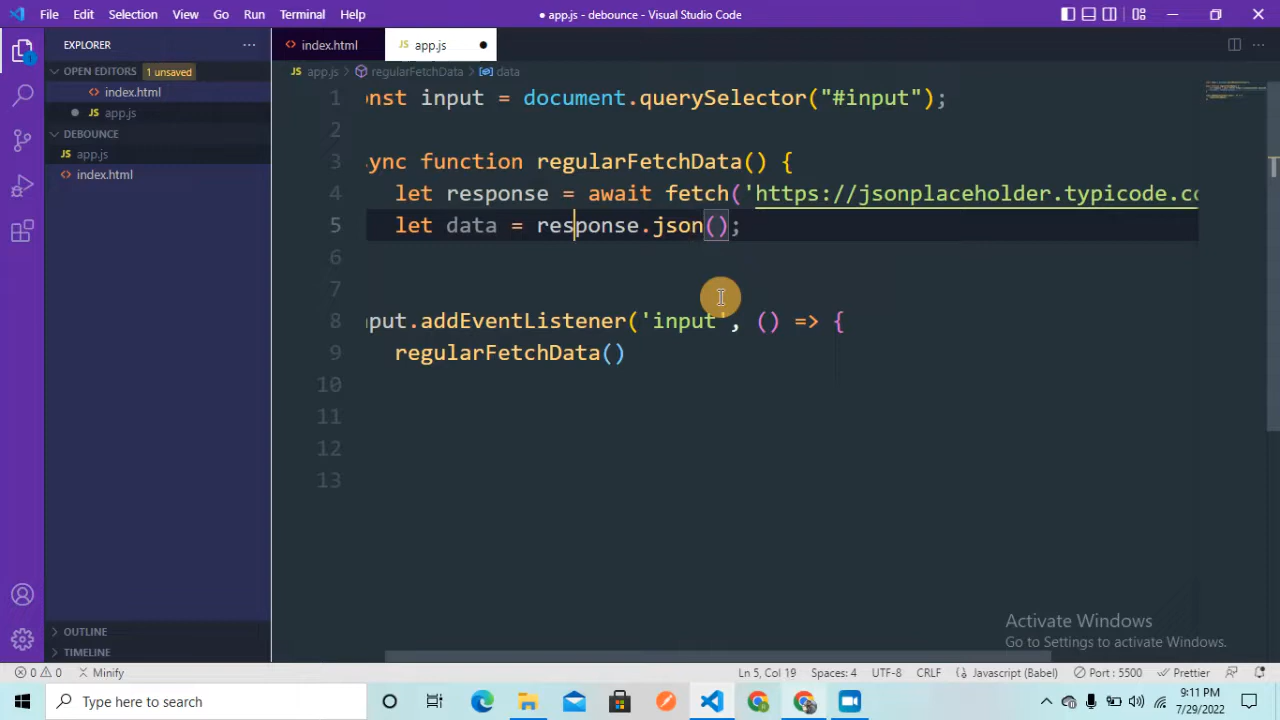 File Edit Selection View Go Run Terminal Help
● app.js - debounce - Visual Studio Code
EXPLORER
index.html
JS app.js
JS app.js > regularFetchData > data
OPEN EDITORS 1 unsaved
index.html
app.js
DEBOUNCE
JS app.js
index.html
1 onst input = document.querySelector("#input");
2
3 ync function regularFetchData() {
4 let response = await fetch('https://jsonplaceholder.typicode.co
5 let data = response.json();
6
7
8 put.addEventListener('input', () => {
9 regularFetchData()
10
11
12
13
Activate Windows
Go to Settings to activate Windows.
OUTLINE
TIMELINE
1
0 0 Minify Ln 5, Col 19 Spaces: 4 UTF-8 CRLF Javascript (Babel) Port : 5500 Prettier
Type here to search
9:11 PM
7/29/2022